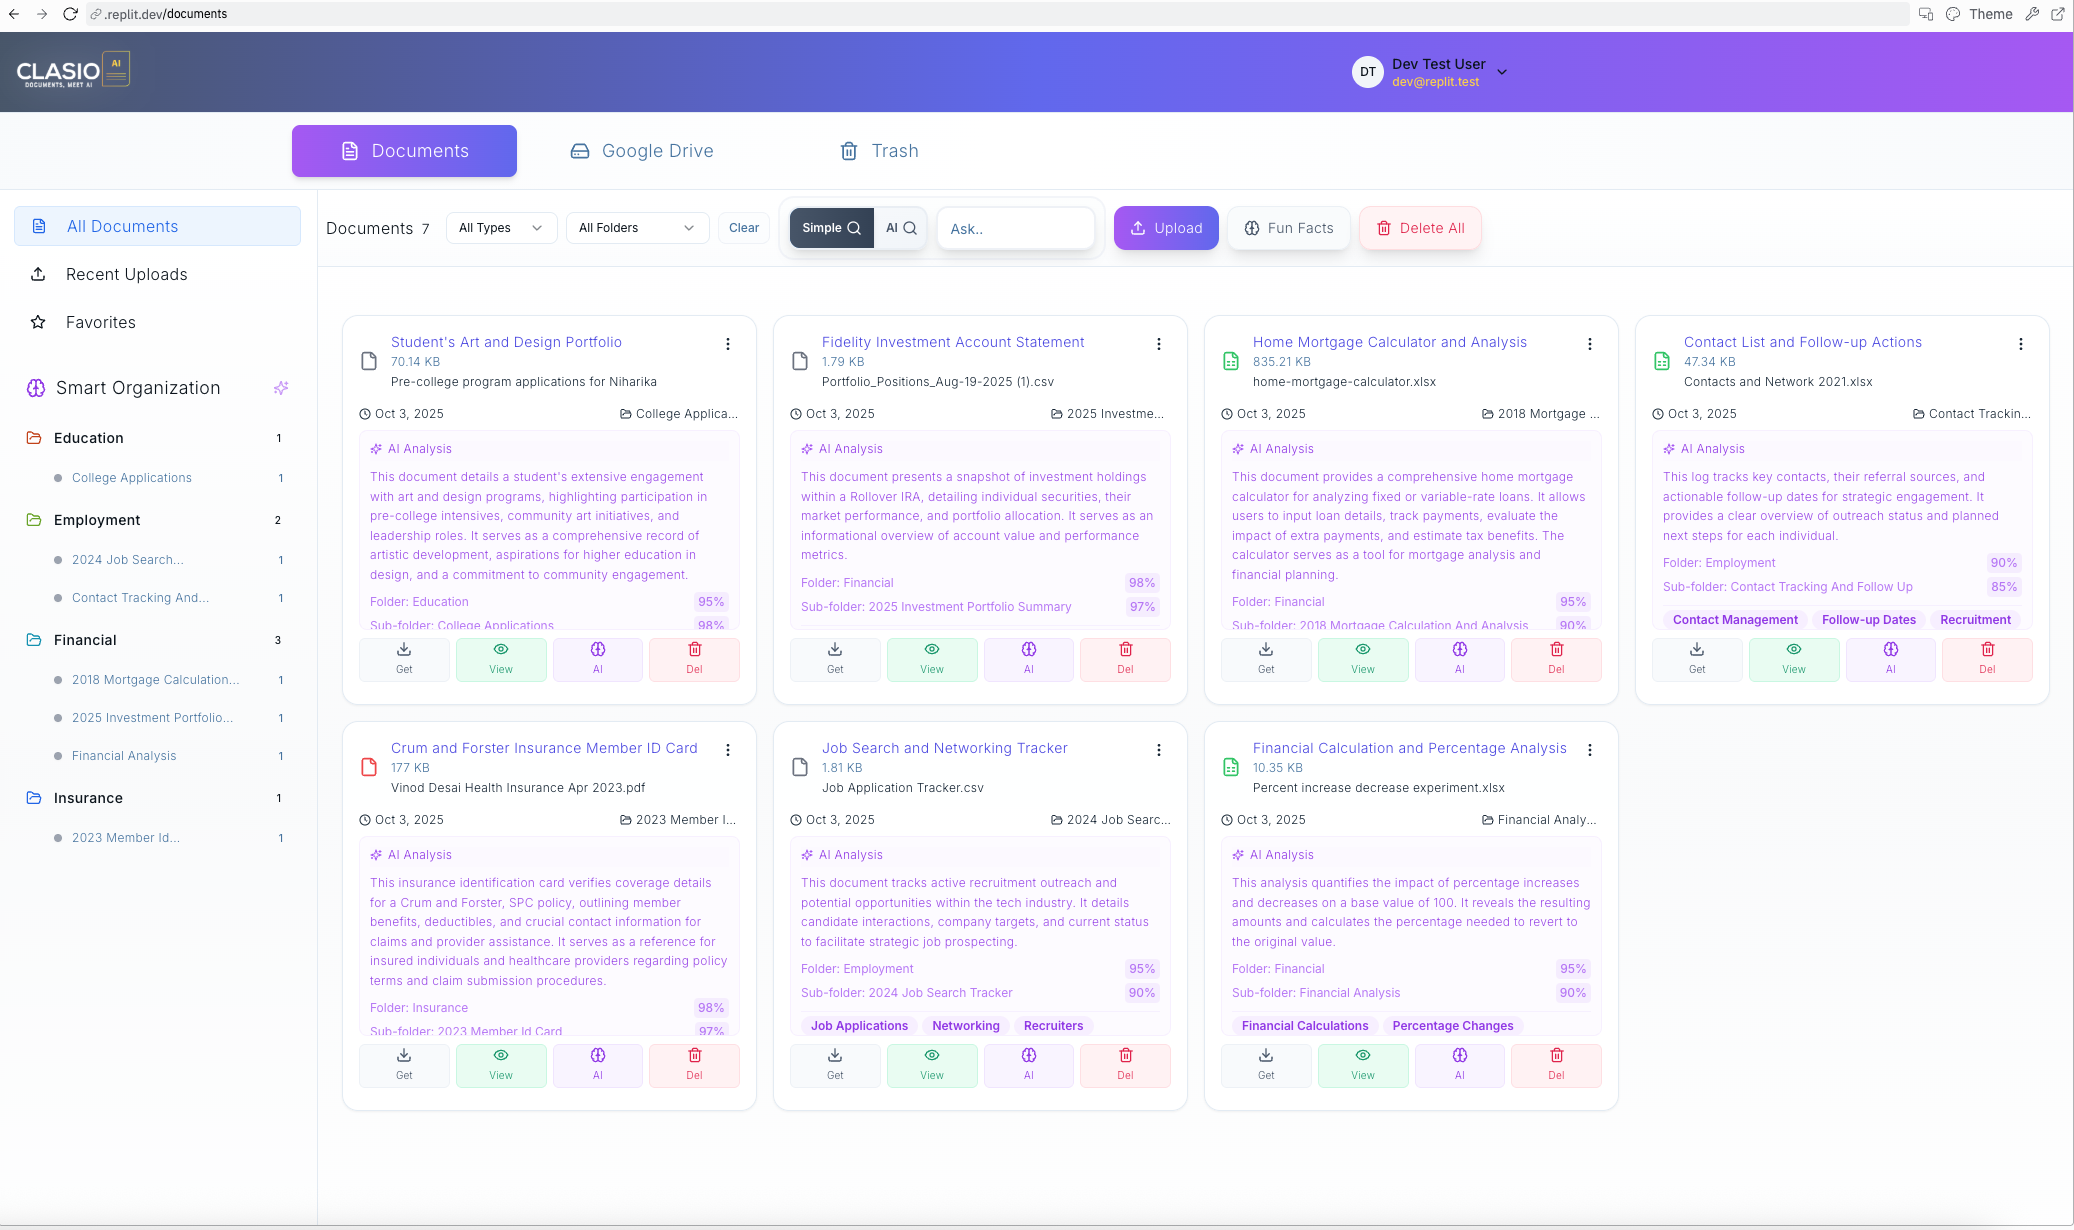 .replit.dev/documents
Theme
CLASIO
AI
DOCUMENTS, MEET AI
DT
Dev Test User
dev@replit.test
Documents
Google Drive
Trash
All Documents
Recent Uploads
Favorites
Smart Organization
Education 1
College Applications 1
Employment 2
2024 Job Search... 1
Contact Tracking And... 1
Financial 3
2018 Mortgage Calculation... 1
2025 Investment Portfolio... 1
Financial Analysis 1
Insurance 1
2023 Member Id... 1
Documents 7
All Types
All Folders
Clear
Simple
AI
Ask..
Upload
Fun Facts
Delete All
Student's Art and Design Portfolio
70.14 KB
Pre-college program applications for Niharika
Oct 3, 2025
College Applica...
AI Analysis
This document details a student's extensive engagement
with art and design programs, highlighting participation in
pre-college intensives, community art initiatives, and
leadership roles. It serves as a comprehensive record of
artistic development, aspirations for higher education in
design, and a commitment to community engagement.
Folder: Education 95%
Sub-folder: College Applications 98%
Get
View
AI
Del
Fidelity Investment Account Statement
1.79 KB
Portfolio_Positions_Aug-19-2025 (1).csv
Oct 3, 2025
2025 Investme...
AI Analysis
This document presents a snapshot of investment holdings
within a Rollover IRA, detailing individual securities, their
market performance, and portfolio allocation. It serves as an
informational overview of account value and performance
metrics.
Folder: Financial 98%
Sub-folder: 2025 Investment Portfolio Summary 97%
Get
View
AI
Del
Home Mortgage Calculator and Analysis
835.21 KB
home-mortgage-calculator.xlsx
Oct 3, 2025
2018 Mortgage ...
AI Analysis
This document provides a comprehensive home mortgage
calculator for analyzing fixed or variable-rate loans. It allows
users to input loan details, track payments, evaluate the
impact of extra payments, and estimate tax benefits. The
calculator serves as a tool for mortgage analysis and
financial planning.
Folder: Financial 95%
Sub-folder: 2018 Mortgage Calculation And Analysis 90%
Get
View
AI
Del
Contact List and Follow-up Actions
47.34 KB
Contacts and Network 2021.xlsx
Oct 3, 2025
Contact Trackin...
AI Analysis
This log tracks key contacts, their referral sources, and
actionable follow-up dates for strategic engagement. It
provides a clear overview of outreach status and planned
next steps for each individual.
Folder: Employment 90%
Sub-folder: Contact Tracking And Follow Up 85%
Contact Management
Follow-up Dates
Recruitment
Get
View
AI
Del
Crum and Forster Insurance Member ID Card
177 KB
Vinod Desai Health Insurance Apr 2023.pdf
Oct 3, 2025
2023 Member I...
AI Analysis
This insurance identification card verifies coverage details
for a Crum and Forster, SPC policy, outlining member
benefits, deductibles, and crucial contact information for
claims and provider assistance. It serves as a reference for
insured individuals and healthcare providers regarding policy
terms and claim submission procedures.
Folder: Insurance 98%
Sub-folder: 2023 Member Id Card 97%
Get
View
AI
Del
Job Search and Networking Tracker
1.81 KB
Job Application Tracker.csv
Oct 3, 2025
2024 Job Searc...
AI Analysis
This document tracks active recruitment outreach and
potential opportunities within the tech industry. It details
candidate interactions, company targets, and current status
to facilitate strategic job prospecting.
Folder: Employment 95%
Sub-folder: 2024 Job Search Tracker 90%
Job Applications
Networking
Recruiters
Get
View
AI
Del
Financial Calculation and Percentage Analysis
10.35 KB
Percent increase decrease experiment.xlsx
Oct 3, 2025
Financial Analy...
AI Analysis
This analysis quantifies the impact of percentage increases
and decreases on a base value of 100. It reveals the resulting
amounts and calculates the percentage needed to revert to
the original value.
Folder: Financial 95%
Sub-folder: Financial Analysis 90%
Financial Calculations
Percentage Changes
Get
View
AI
Del